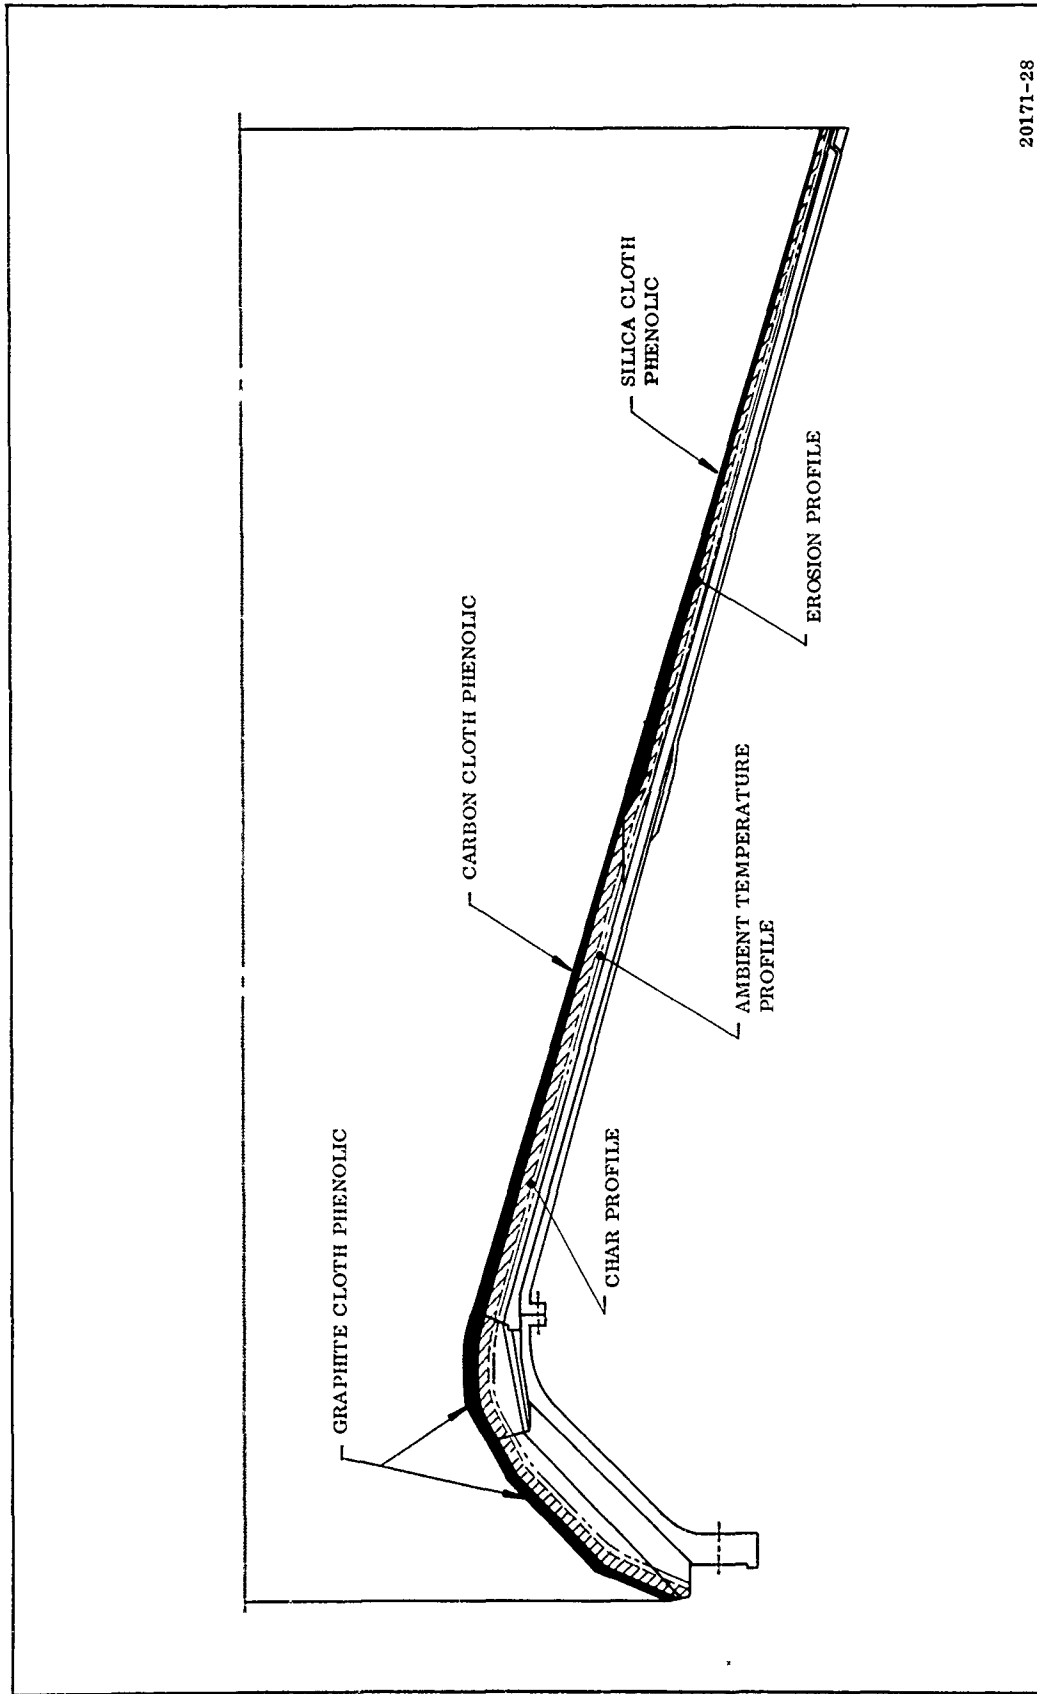 GRAPHITE CLOTH PHENOLIC
CARBON CLOTH PHENOLIC
SILICA CLOTH
PHENOLIC
CHAR PROFILE
AMBIENT TEMPERATURE
PROFILE
EROSION PROFILE
20171-28